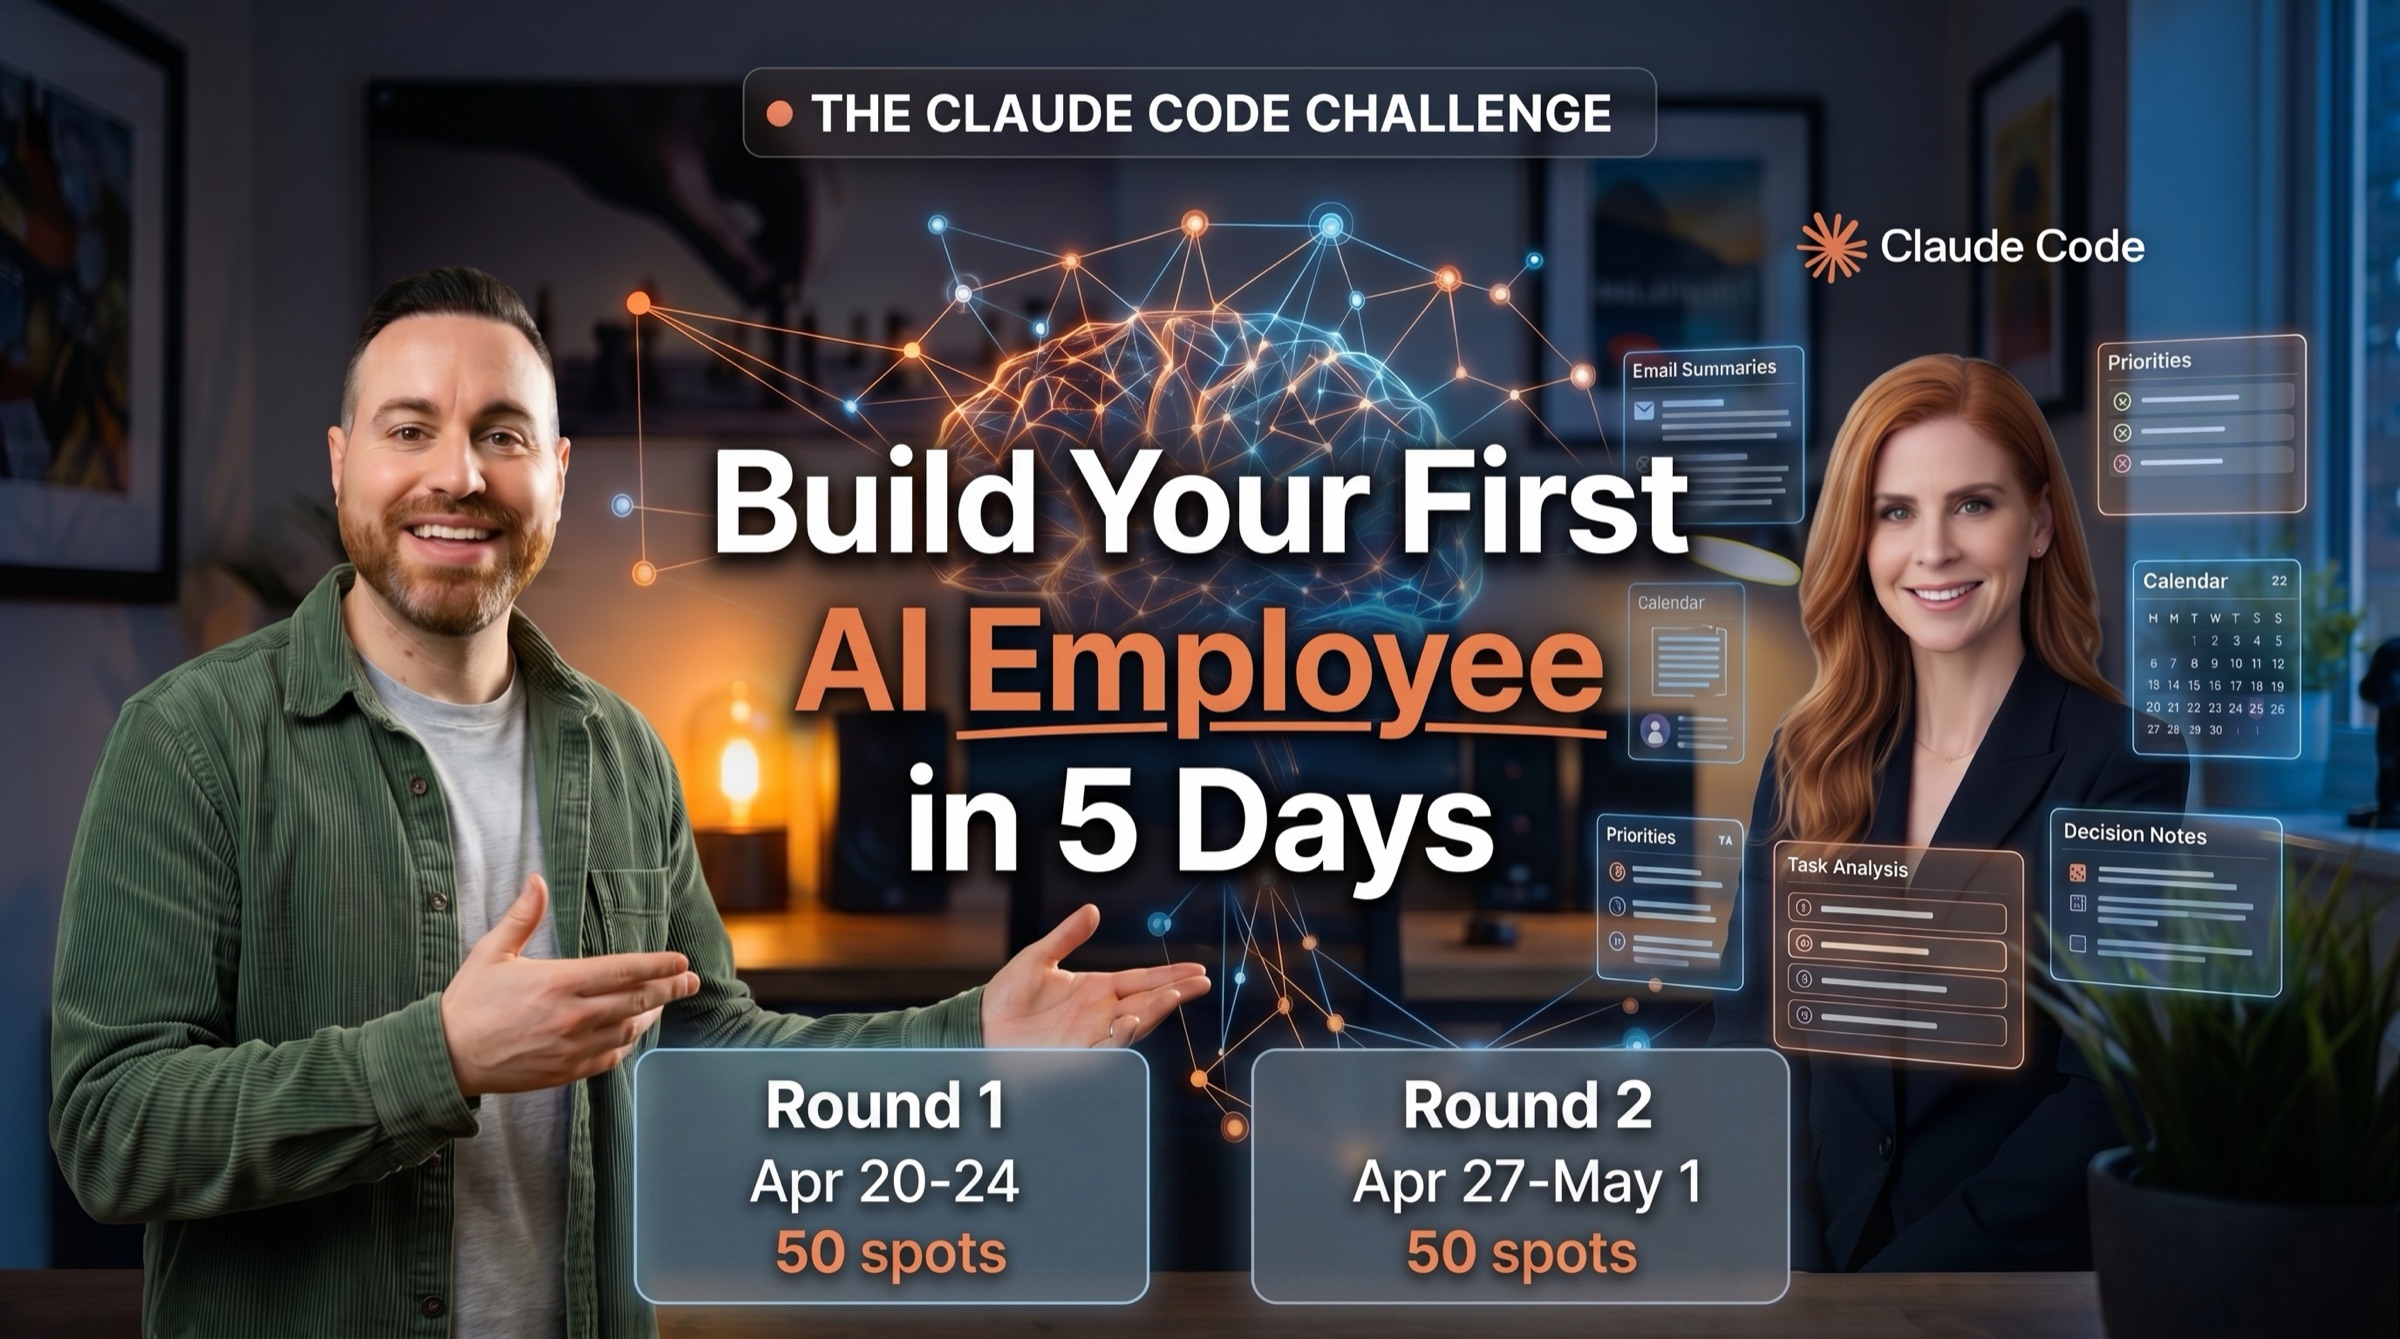 THE CLAUDE CODE CHALLENGE
Claude Code
Build Your First
AI Employee
in 5 Days
Email Summaries
Priorities
Calendar
Calendar 22
M T W T S S
1 2 3 4 5
6 7 8 9 10 11 12
13 14 15 16 17 18 19
20 21 22 23 24 25 26
27 28 29 30
Priorities TA
Task Analysis
Decision Notes
Round 1
Apr 20-24
50 spots
Round 2
Apr 27-May 1
50 spots